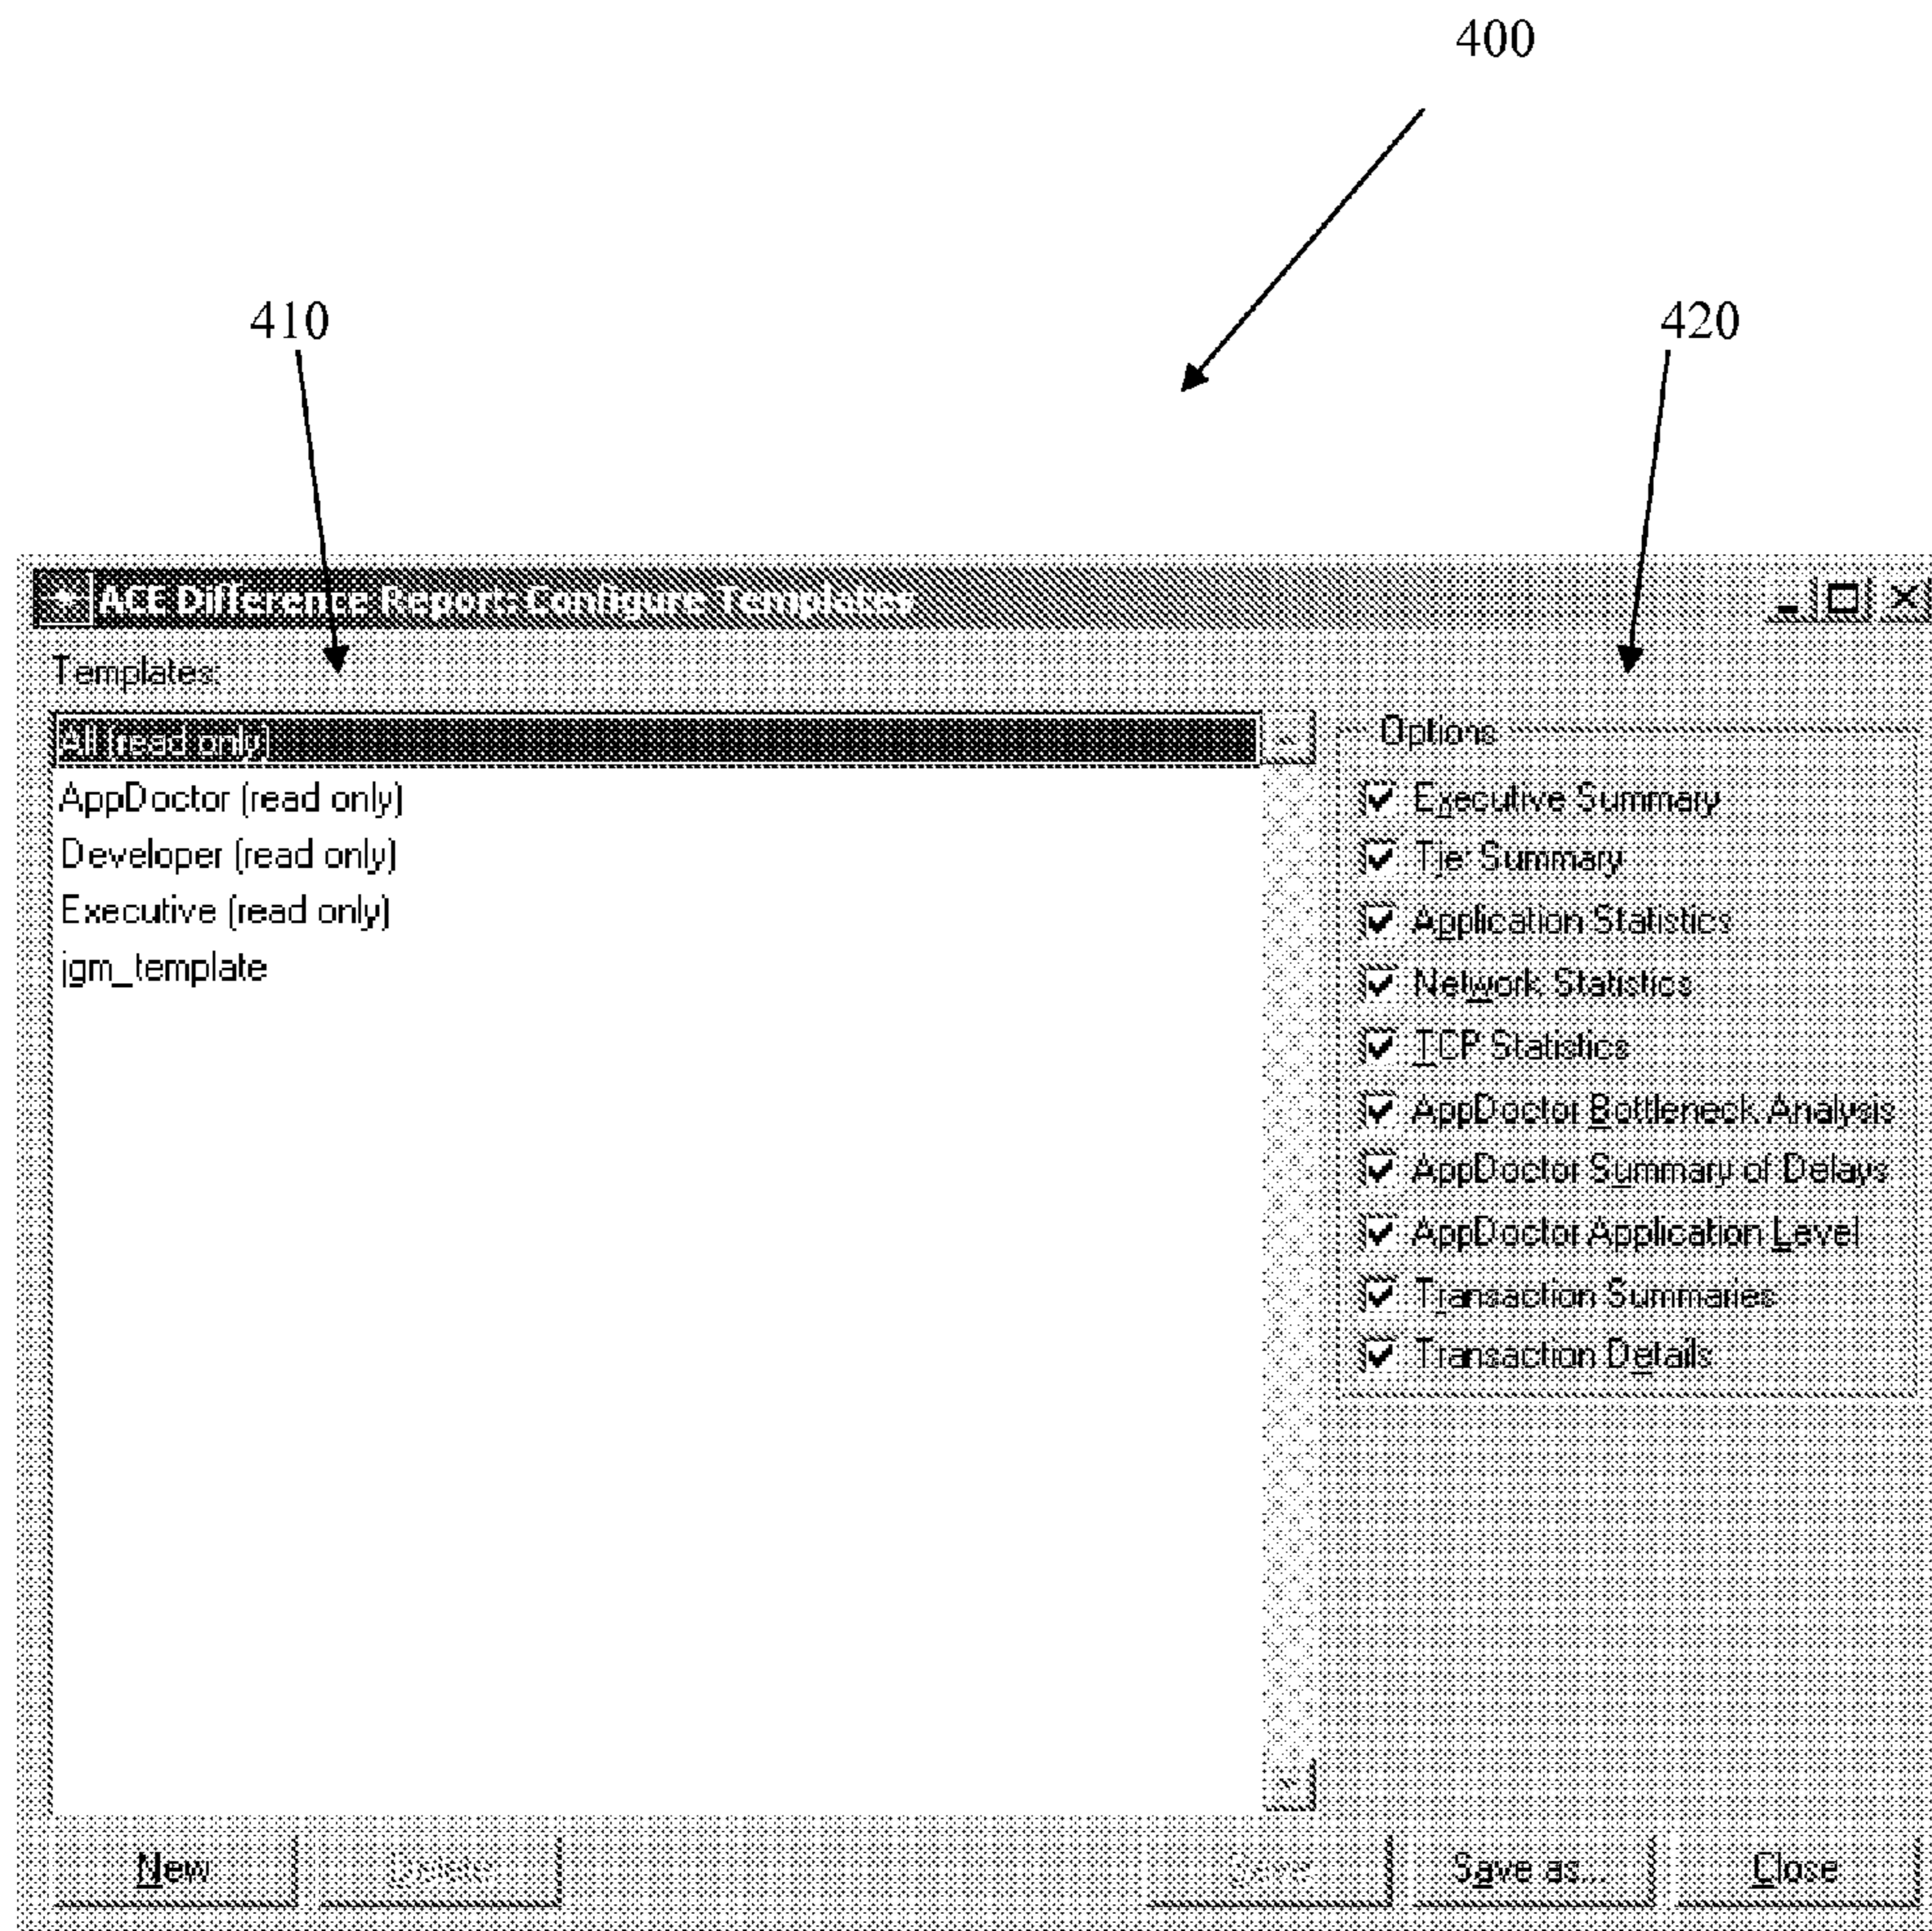 400
410
420
ACE Difference Report: Configure Templates
Templates:
All (read only)
AppDoctor (read only)
Developer (read only)
Executive (read only)
jgm_template
Options
Executive Summary
Tier Summary
Application Statistics
Network Statistics
TCP Statistics
AppDoctor Bottleneck Analysis
AppDoctor Summary of Delays
AppDoctor Application Level
Transaction Summaries
Transaction Details
New
Delete
Save
Save as...
Close